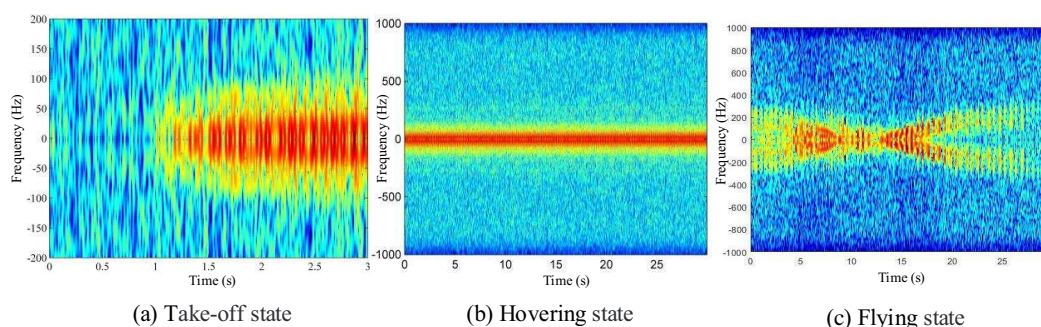 200
150
100
50
0
-50
-100
-150
-200
Frequency (Hz)
0 0.5 1 1.5 2 2.5 3
Time (s)
(a) Take-off state
1000
500
0
-500
-1000
Frequency (Hz)
0 5 10 15 20 25
Time (s)
(b) Hovering state
1000
800
600
400
200
0
-200
-400
-600
-800
-1000
Frequency (Hz)
0 5 10 15 20 25
Time (s)
(c) Flying state